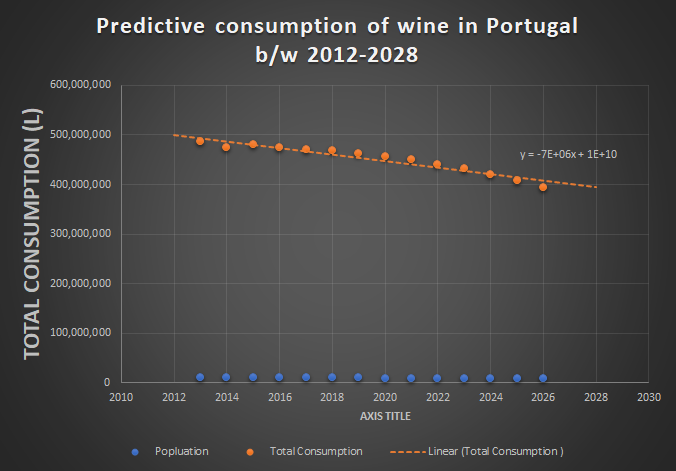 Predictive consumption of wine in Portugal
b/w 2012-2028
TOTAL CONSUMPTION (L)
600,000,000
500,000,000
400,000,000
300,000,000
200,000,000
100,000,000
0
y = -7E+06x + 1E+10
2010 2012 2014 2016 2018 2020 2022 2024 2026 2028 2030
AXIS TITLE
Popluation Total Consumption Linear (Total Consumption )